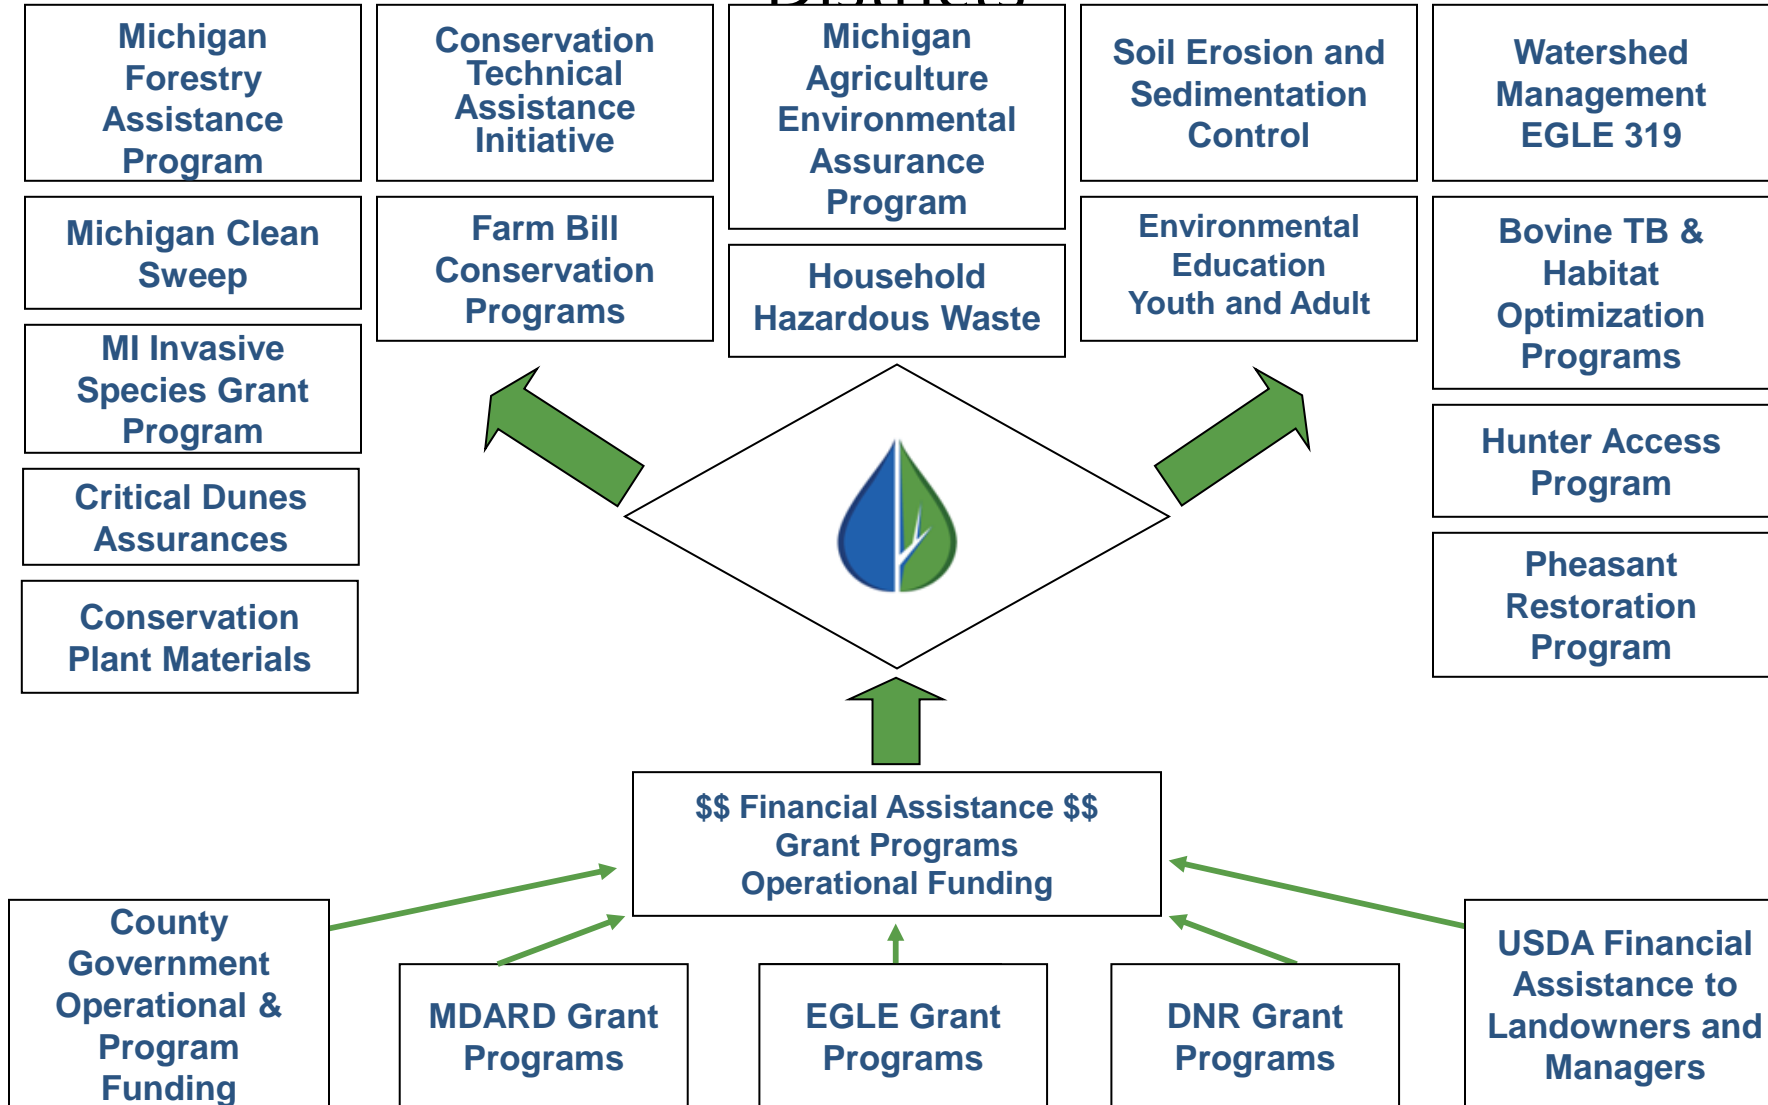 Michigan
Forestry
Assistance
Program
Conservation
Technical
Assistance
Initiative
Michigan
Agriculture
Environmental
Assurance
Program
Soil Erosion and
Sedimentation
Control
Watershed
Management
EGLE 319
Michigan Clean
Sweep
Farm Bill
Conservation
Programs
Household
Hazardous Waste
Environmental
Education
Youth and Adult
Bovine TB &
Habitat
Optimization
Programs
MI Invasive
Species Grant
Program
Hunter Access
Program
Critical Dunes
Assurances
Pheasant
Restoration
Program
Conservation
Plant Materials
$$ Financial Assistance $$
Grant Programs
Operational Funding
County
Government
Operational &
Program
Funding
MDARD Grant
Programs
EGLE Grant
Programs
DNR Grant
Programs
USDA Financial
Assistance to
Landowners and
Managers